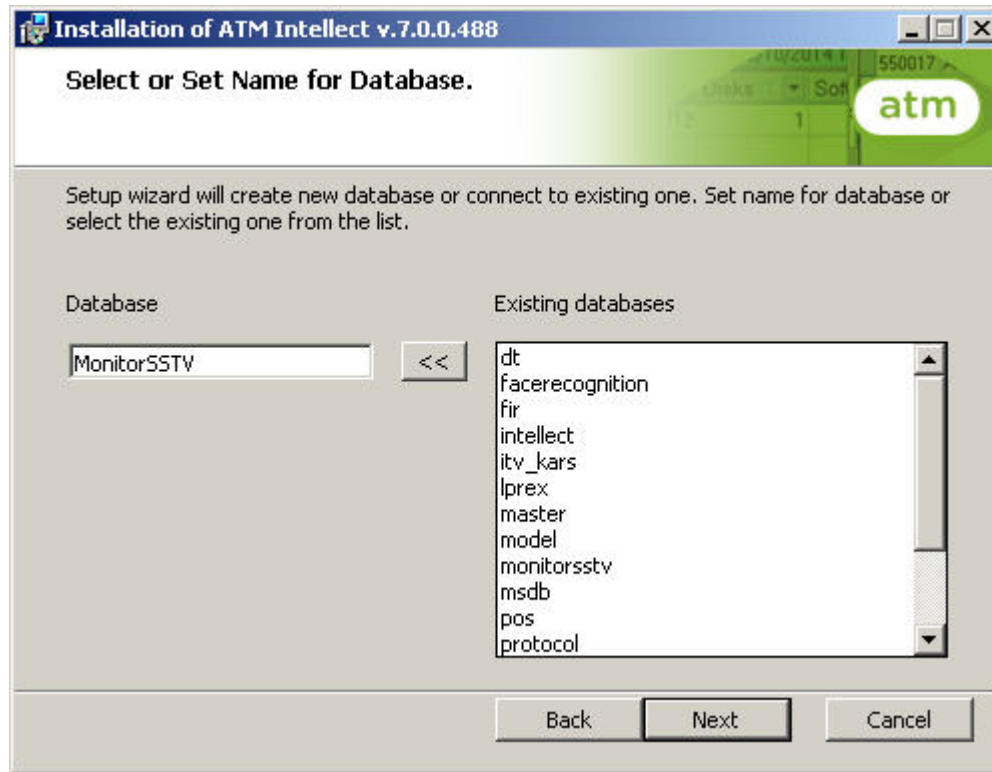 Installation of ATM Intellect v.7.0.0.488
Select or Set Name for Database.
550017
Soft
1
atm
Setup wizard will create new database or connect to existing one. Set name for database or
select the existing one from the list.
Database
Existing databases
MonitorSSTV
<<
dt
facerecognition
fir
intellect
itv_kars
lprex
master
model
monitorsstv
msdb
pos
protocol
Back
Next
Cancel